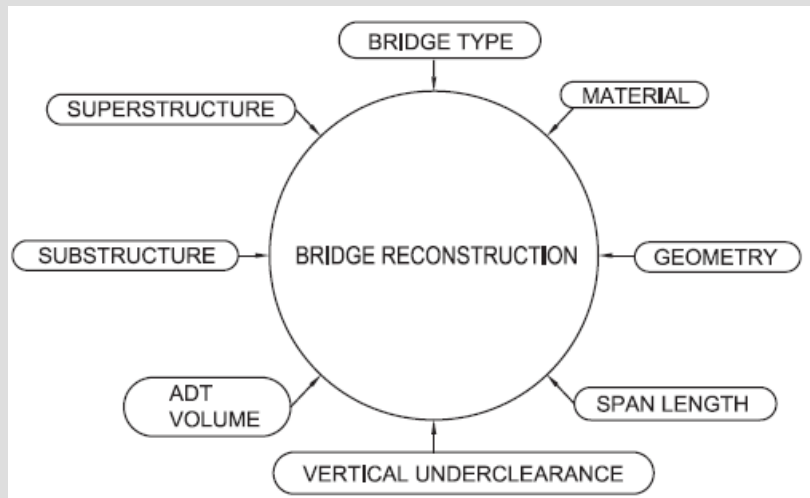 BRIDGE TYPE
SUPERSTRUCTURE
MATERIAL
SUBSTRUCTURE
BRIDGE RECONSTRUCTION
GEOMETRY
ADT
VOLUME
SPAN LENGTH
VERTICAL UNDERCLEARANCE